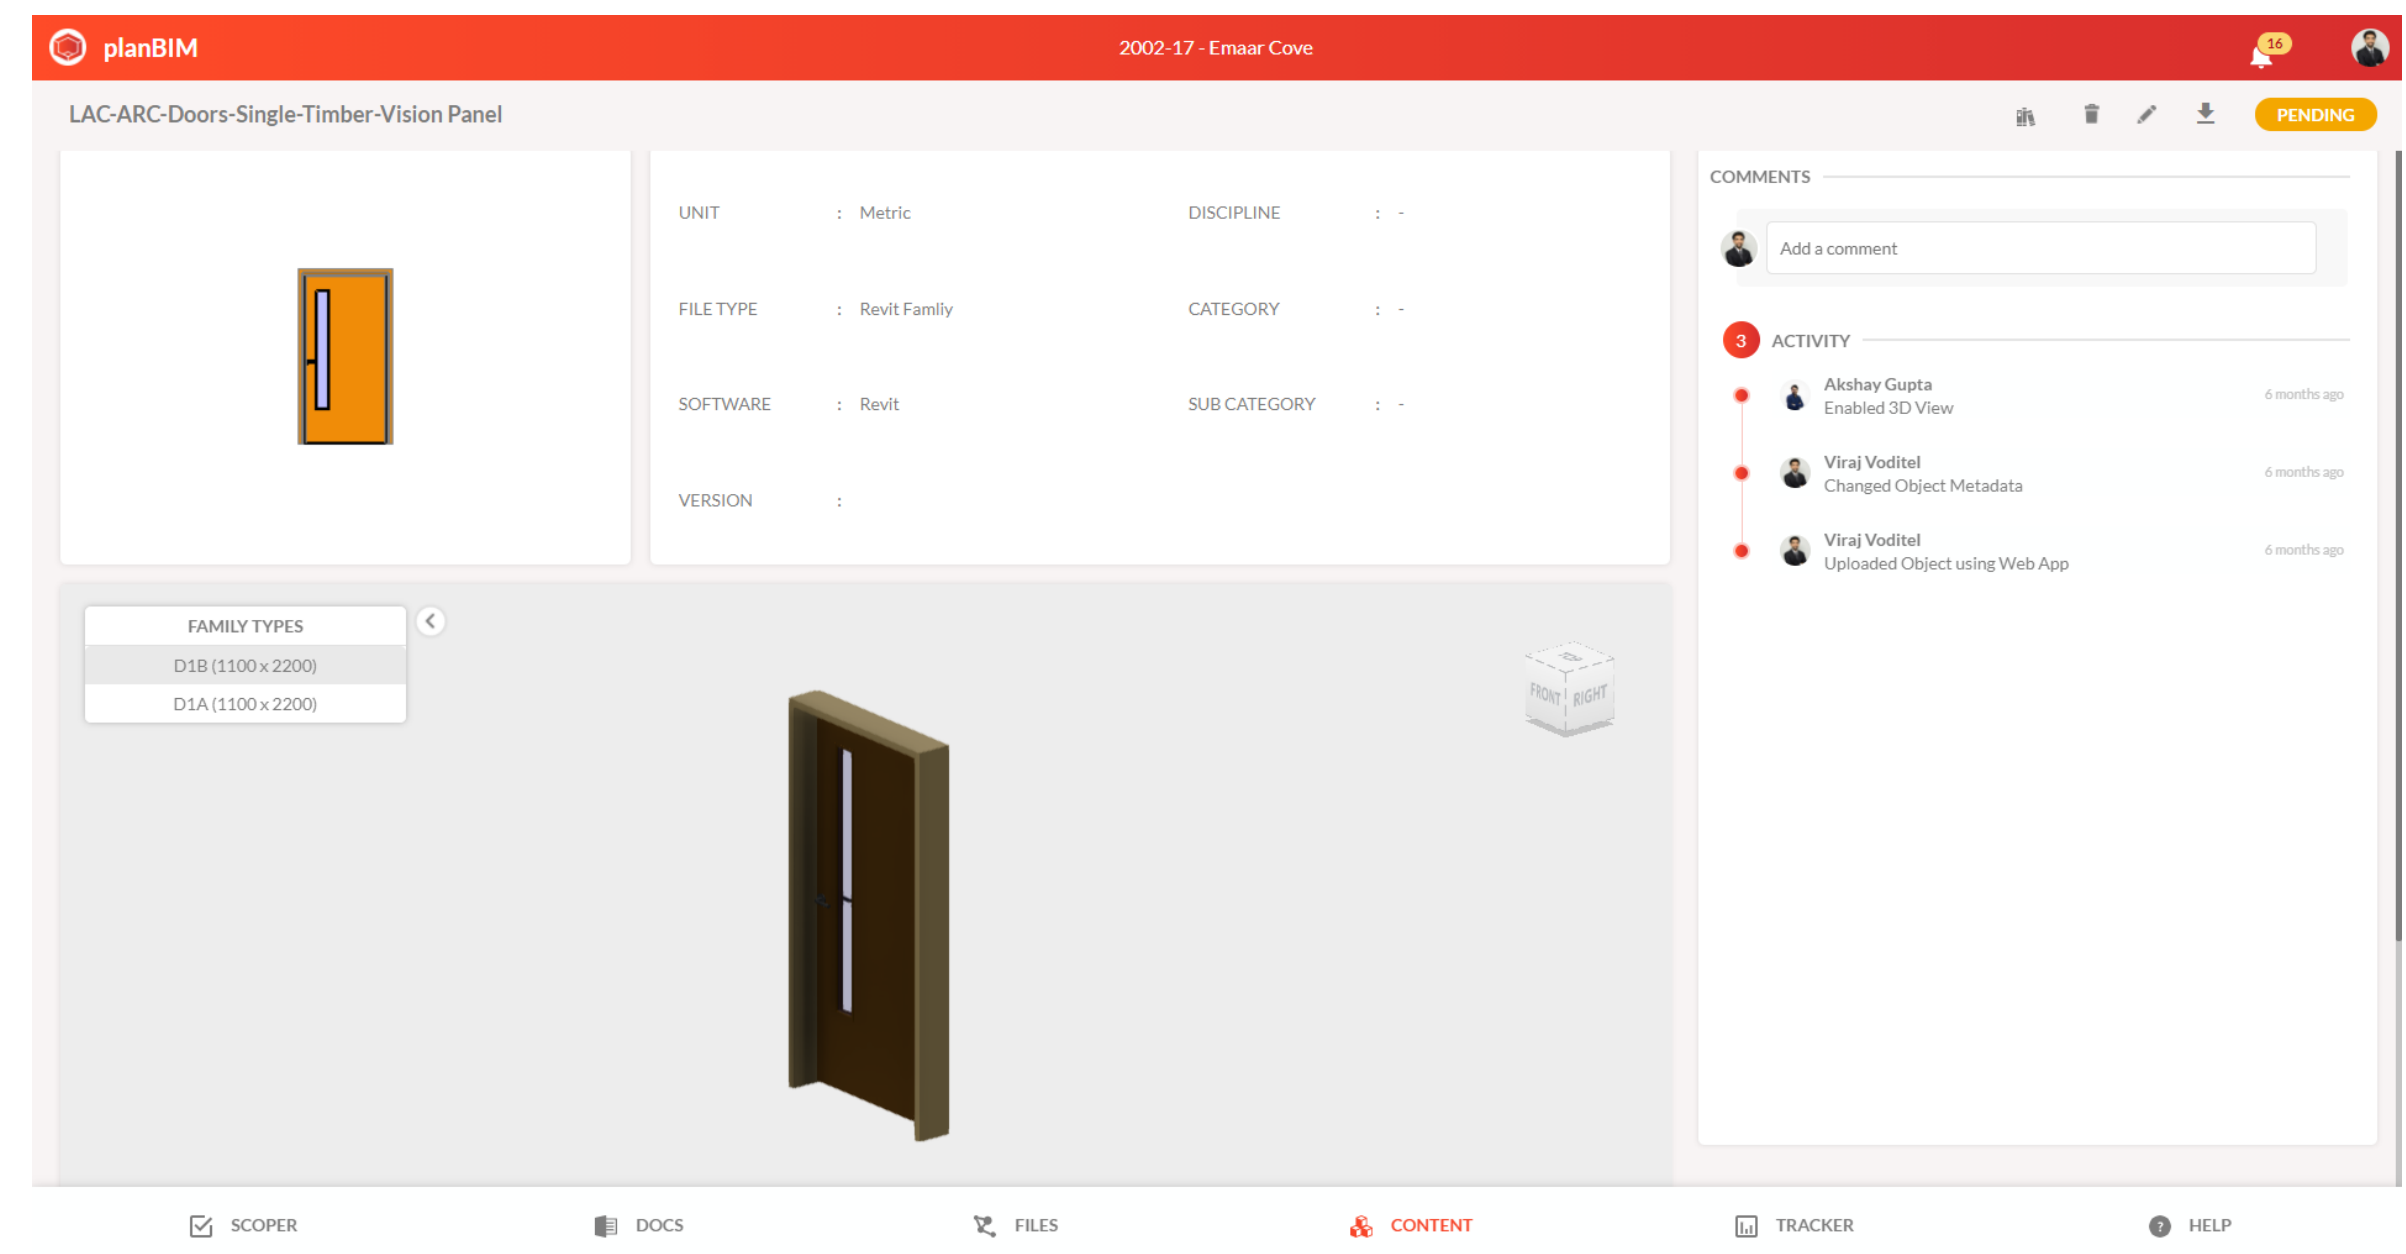 planBIM
2002-17 - Emaar Cove
16
LAC-ARC-Doors-Single-Timber-Vision Panel
PENDING
UNIT : Metric
DISCIPLINE : -
FILE TYPE : Revit Famliy
CATEGORY : -
SOFTWARE : Revit
SUB CATEGORY : -
VERSION :
COMMENTS
Add a comment
3 ACTIVITY
Akshay Gupta
Enabled 3D View
6 months ago
Viraj Voditel
Changed Object Metadata
6 months ago
Viraj Voditel
Uploaded Object using Web App
6 months ago
FAMILY TYPES
D1B (1100 x 2200)
D1A (1100 x 2200)
TOP
FRONT
RIGHT
SCOPER
DOCS
FILES
CONTENT
TRACKER
? HELP